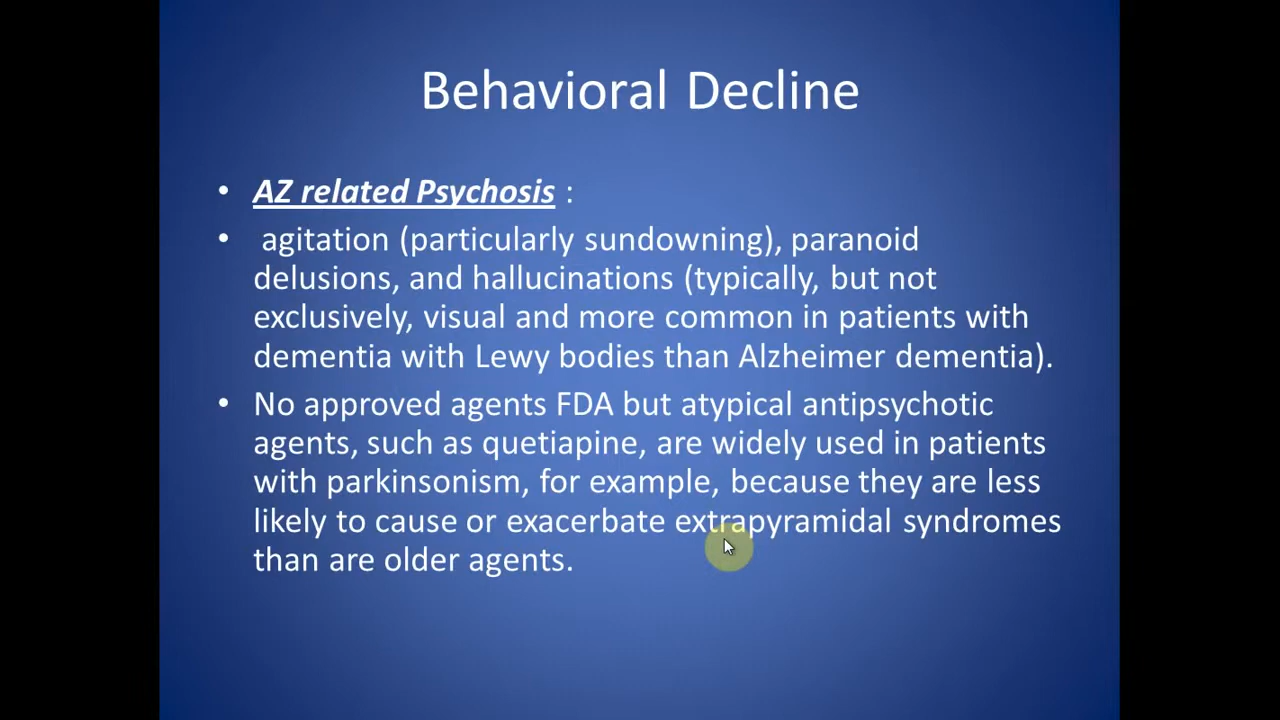 Behavioral Decline
• AZ related Psychosis :
• agitation (particularly sundowning), paranoid
delusions, and hallucinations (typically, but not
exclusively, visual and more common in patients with
dementia with Lewy bodies than Alzheimer dementia).
• No approved agents FDA but atypical antipsychotic
agents, such as quetiapine, are widely used in patients
with parkinsonism, for example, because they are less
likely to cause or exacerbate extrapyramidal syndromes
than are older agents.